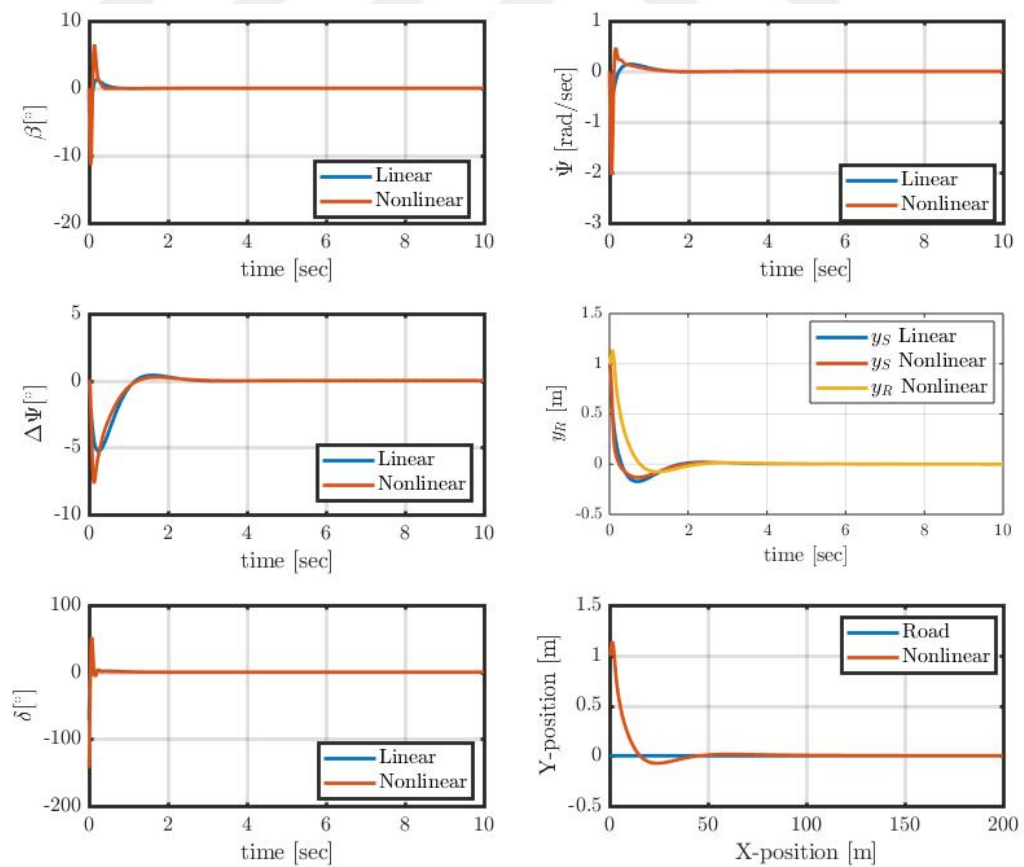 10
0
-10
-20
β[°]
0
2
4
6
8
10
time [sec]
Linear
Nonlinear
1
0
-1
-2
-3
Ψ̇ [rad/sec]
0
2
4
6
8
10
time [sec]
Linear
Nonlinear
5
0
-5
-10
ΔΨ[°]
0
2
4
6
8
10
time [sec]
Linear
Nonlinear
1.5
1
0.5
0
-0.5
y_R [m]
0
2
4
6
8
10
time [sec]
y_S Linear
y_S Nonlinear
y_R Nonlinear
100
0
-100
-200
δ[°]
0
2
4
6
8
10
time [sec]
Linear
Nonlinear
1.5
1
0.5
0
-0.5
Y-position [m]
0
50
100
150
200
X-position [m]
Road
Nonlinear